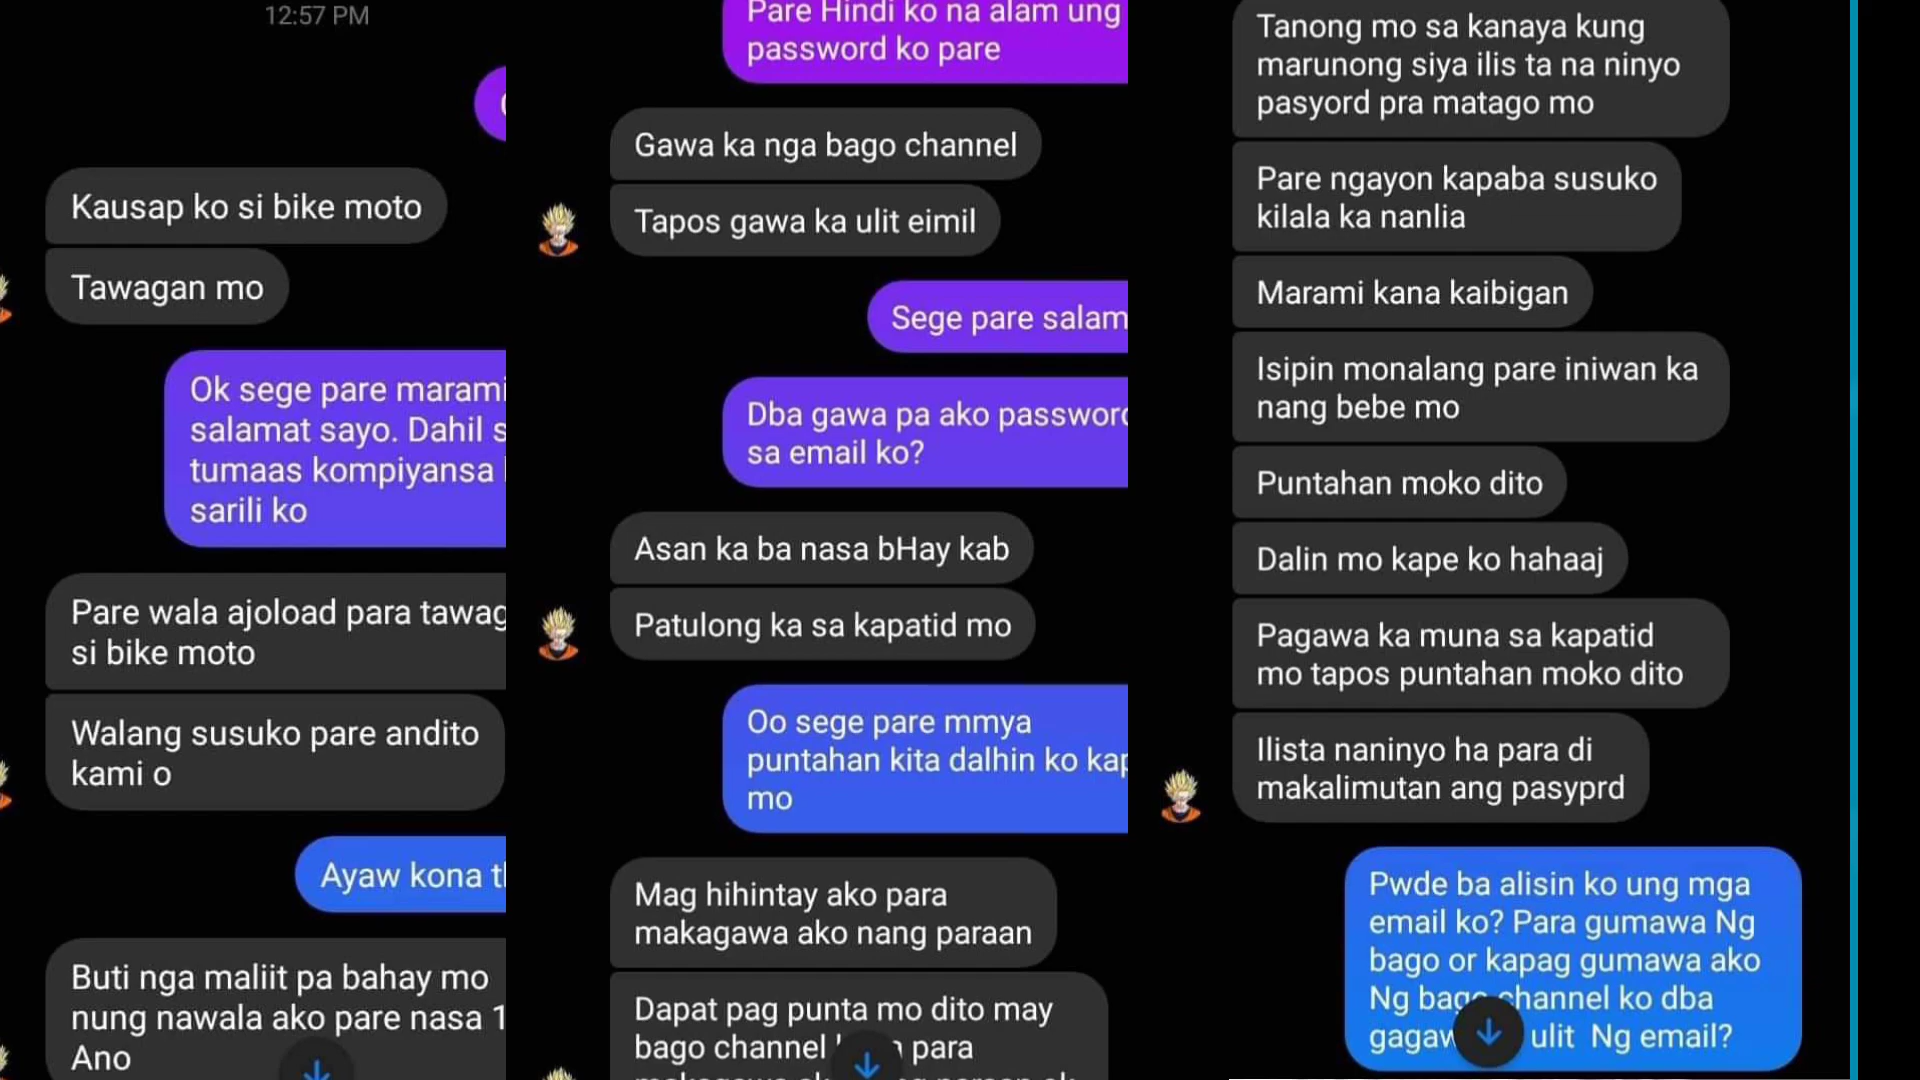 12:57 PM
Kausap ko si bike moto
Tawagan mo
Ok sege pare marami
salamat sayo. Dahil s
tumaas kompiyansa
sarili ko
Pare wala ajoload para tawag
si bike moto
Walang susuko pare andito
kami o
Ayaw kona
Buti nga maliit pa bahay mo
nung nawala ako pare nasa 1
Ano
Pare Hindi ko na alam ung
password ko pare
Gawa ka nga bago channel
Tapos gawa ka ulit eimil
Sege pare salam
Dba gawa pa ako password
sa email ko?
Asan ka ba nasa bHay kab
Patulong ka sa kapatid mo
Oo sege pare mmya
puntahan kita dalhin ko kap
mo
Mag hihintay ako para
makagawa ako nang paraan
Dapat pag punta mo dito may
bago channel para
Tanong mo sa kanaya kung
marunong siya ilis ta na ninyo
pasyord pra matago mo
Pare ngayon kapaba susuko
kilala ka nanlia
Marami kana kaibigan
Isipin monalang pare iniwan ka
nang bebe mo
Puntahan moko dito
Dalin mo kape ko hahaaj
Pagawa ka muna sa kapatid
mo tapos puntahan moko dito
Ilista naninyo ha para di
makalimutan ang pasyprd
Pwde ba alisin ko ung mga
email ko? Para gumawa Ng
bago or kapag gumawa ako
Ng bago channel ko dba
gagaw ulit Ng email?